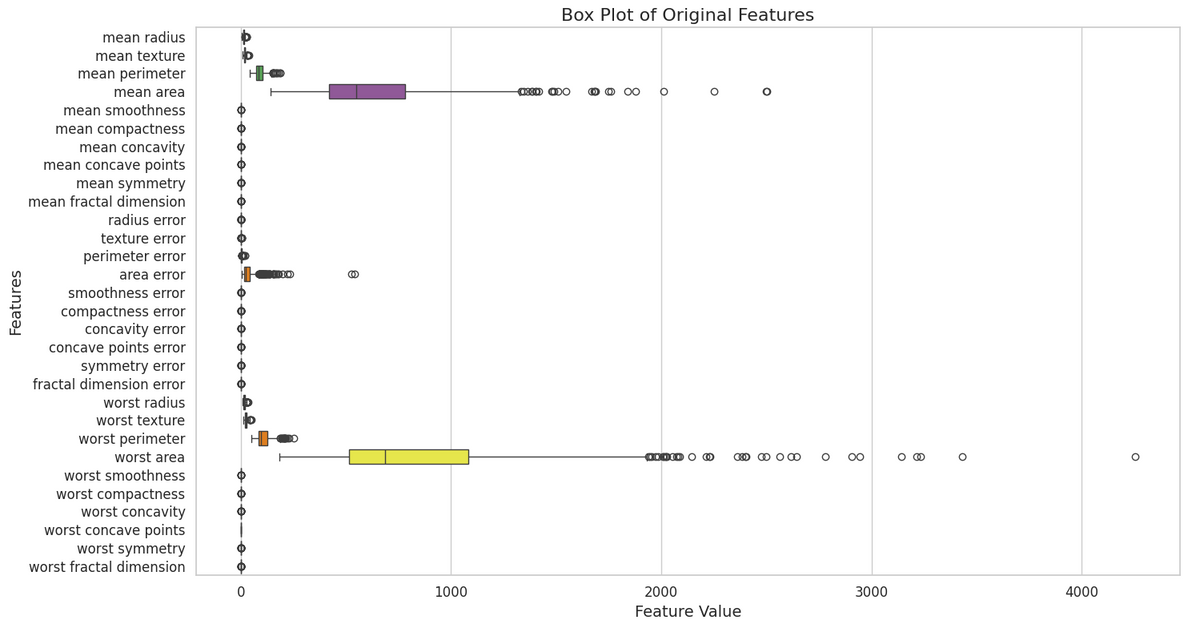 Box Plot of Original Features
mean radius
mean texture
mean perimeter
mean area
mean smoothness
mean compactness
mean concavity
mean concave points
mean symmetry
mean fractal dimension
radius error
texture error
perimeter error
area error
smoothness error
compactness error
concavity error
concave points error
symmetry error
fractal dimension error
worst radius
worst texture
worst perimeter
worst area
worst smoothness
worst compactness
worst concavity
worst concave points
worst symmetry
worst fractal dimension
Features
0 1000 2000 3000 4000
Feature Value